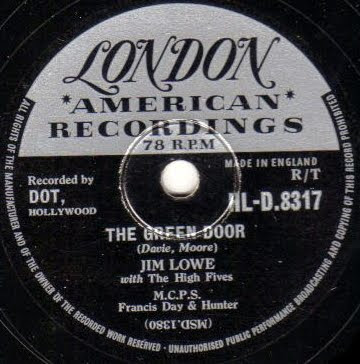 LONDON
*AMERICAN*
RECORDINGS
78 R.P.M
MADE IN ENGLAND
R/T
Recorded by
DOT,
HOLLYWOOD
HL-D.8317
THE GREEN DOOR
(Davie, Moore)
JIM LOWE
with The High Fives
M.C.P.S.
Francis Day & Hunter
(MSD.1380)
ALL RIGHTS OF THE MANUFACTURER AND OF THE OWNER OF THE RECORDED WORK RESERVED - UNAUTHORISED PUBLIC PERFORMANCE BROADCASTING AND COPYING OF THIS RECORD PROHIBITED